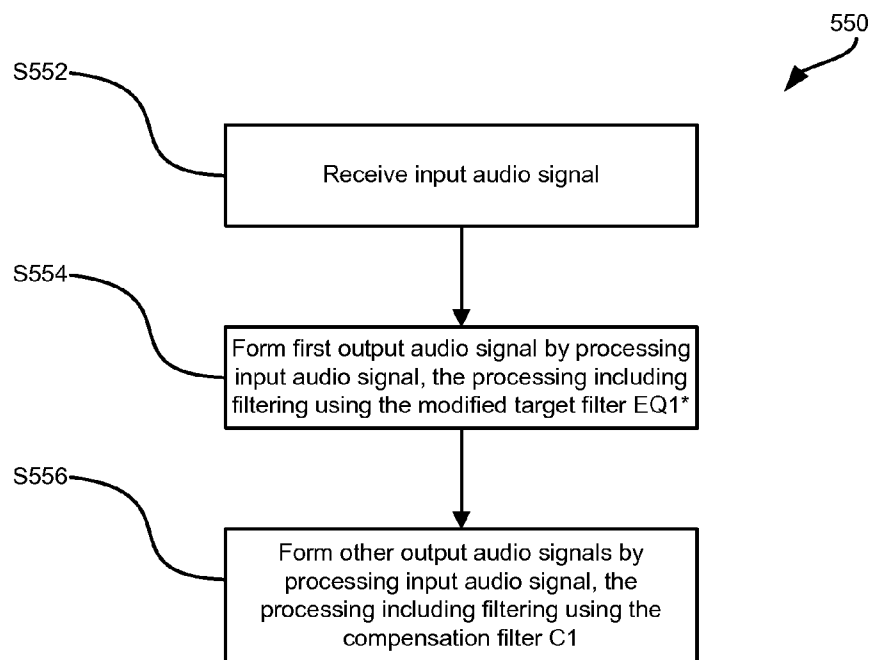 550
S552
Receive input audio signal
S554
Form first output audio signal by processing
input audio signal, the processing including
filtering using the modified target filter EQ1*
S556
Form other output audio signals by
processing input audio signal, the
processing including filtering using the
compensation filter C1